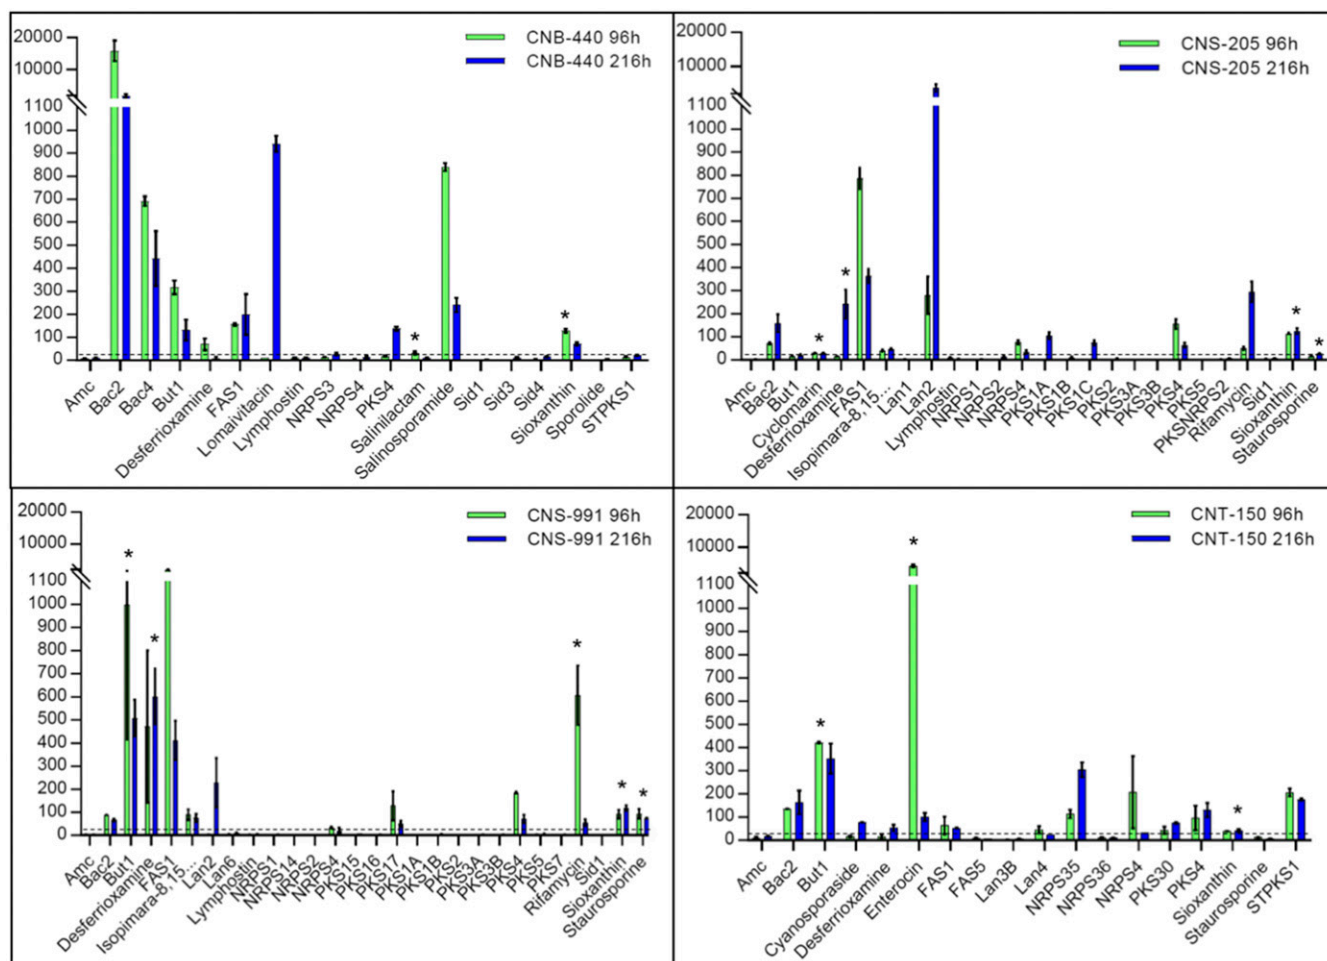 CNB-440 96h
CNB-440 216h
20000
10000
1100
1000
900
800
700
600
500
400
300
200
100
0
*
*
Amc
Bac2
Bac4
But1
Desferrioxamine
FAS1
Lomaivitacin
Lymphostin
NRPS3
NRPS4
PKS4
Salinilactam
Salinosporamide
Sid1
Sid3
Sid4
Sioxanthin
Sporolide
STPKS1
CNS-205 96h
CNS-205 216h
20000
10000
1100
1000
900
800
700
600
500
400
300
200
100
0
*
*
*
*
Amc
Bac2
But1
Cyclomarin
Desferrioxamine
FAS1
Isopimara-8, 15...
Lan1
Lan2
Lymphostin
NRPS1
NRPS2
NRPS4
PKS1A
PKS1B
PKS1C
PKS2
PKS3A
PKS3B
PKS4
PKS5
PKSNRPS2
Rifamycin
Sid1
Sioxanthin
Staurosporine
CNS-991 96h
CNS-991 216h
20000
10000
1100
1000
900
800
700
600
500
400
300
200
100
0
*
*
*
*
*
Amc
Bac2
But1
Desferrioxamine
FAS1
Isopimara-8, 15...
Lan2
Lan6
Lymphostin
NRPS1
NRPS14
NRPS2
NRPS4
PKS15
PKS16
PKS17
PKS1A
PKS1B
PKS2
PKS3A
PKS3B
PKS4
PKS5
PKS7
Rifamycin
Sid1
Sioxanthin
Staurosporine
CNT-150 96h
CNT-150 216h
20000
10000
1100
1000
900
800
700
600
500
400
300
200
100
0
*
*
*
Amc
Bac2
But1
Cyanosporaside
Desferrioxamine
Enterocin
FAS1
FAS5
Lan3B
Lan4
NRPS35
NRPS36
NRPS4
PKS30
PKS4
Sioxanthin
Staurosporine
STPKS1